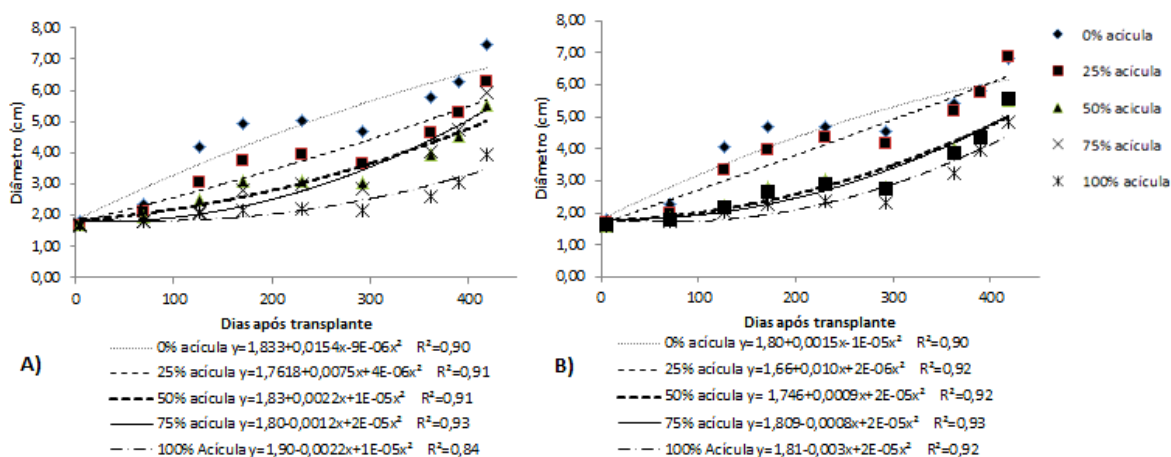 8,00
7,00
6,00
5,00
4,00
3,00
2,00
1,00
0,00
Diâmetro (cm)
0
100
200
300
400
Dias após transplante
A)
0% acícula y=1,833+0,0154x-9E-06x² R²=0,90
25% acícula y=1,7618+0,0075x+4E-06x² R²=0,91
50% acícula y=1,83+0,0022x+1E-05x² R²=0,91
75% acícula y=1,80-0,0012x+2E-05x² R²=0,93
100% Acícula y=1,90-0,0022x+1E-05x² R²=0,84
B)
8,00
7,00
6,00
5,00
4,00
3,00
2,00
1,00
0,00
Diâmetro (cm)
0
100
200
300
400
Dias após transplante
0% acícula y=1,80+0,0015x-1E-05x² R²=0,90
25% acícula y=1,66+0,010x+2E-06x² R²=0,92
50% acícula y= 1,746+0,0009x+2E-05x² R²=0,92
75% acícula y=1,809-0,0008x+2E-05x² R²=0,93
100% Acícula y=1,81-0,003x+2E-05x² R²=0,92
0% acicula
25% acicula
50% acicula
75% acicula
100% acicula